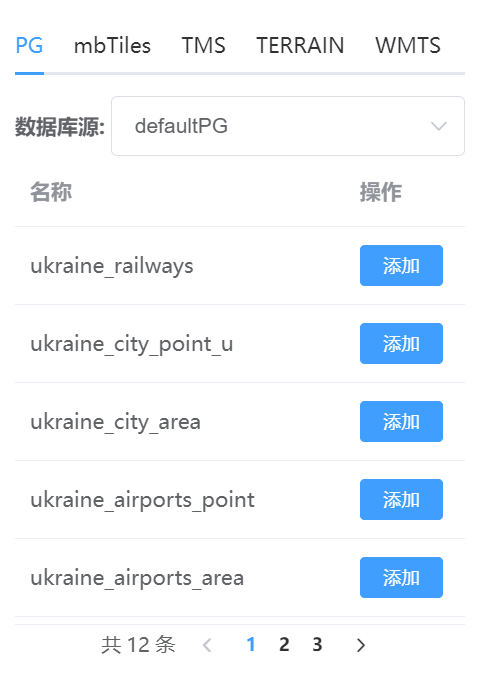 PG mbTiles TMS TERRAIN WMTS
数据库源: defaultPG
名称 操作
ukraine_railways 添加
ukraine_city_point_u 添加
ukraine_city_area 添加
ukraine_airports_point 添加
ukraine_airports_area 添加
共 12 条 1 2 3